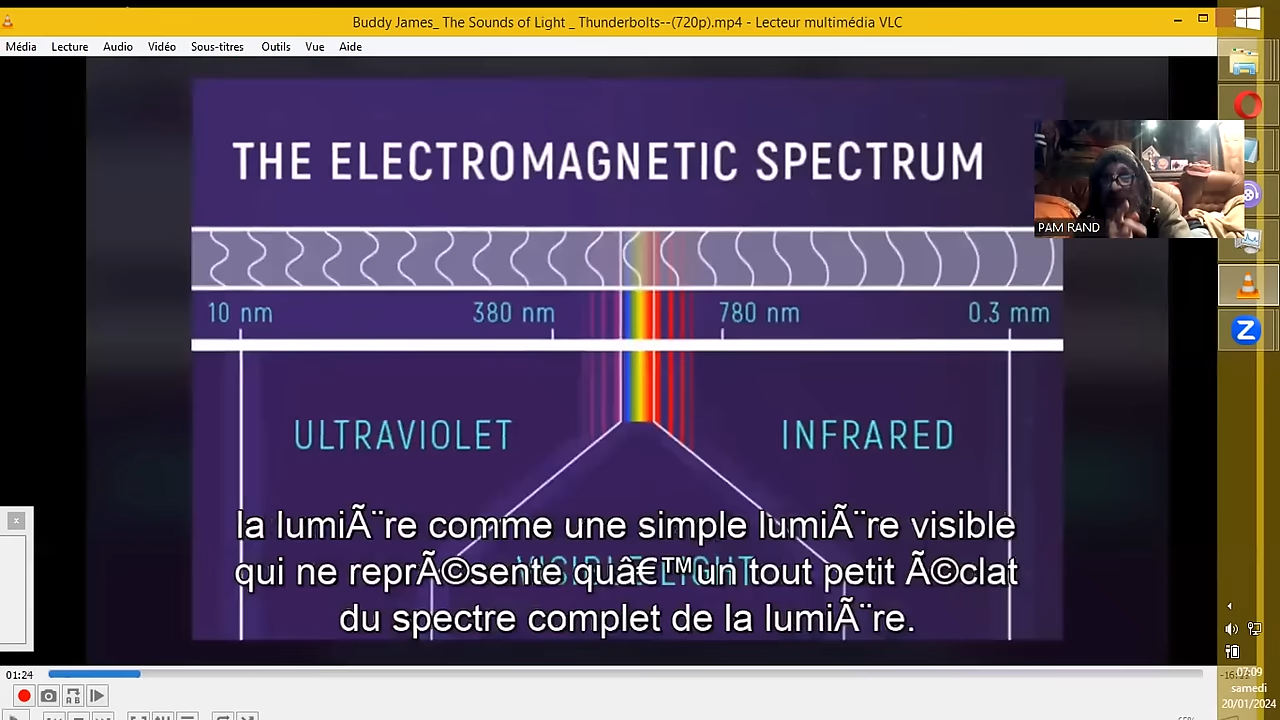 Buddy James_ The Sounds of Light _ Thunderbolts--(720p).mp4 - Lecteur multimédia VLC
Média Lecture Audio Vidéo Sous-titres Outils Vue Aide
THE ELECTROMAGNETIC SPECTRUM
PAM RAND
10 nm 380 nm 780 nm 0.3 mm
ULTRAVIOLET INFRARED
VISIBLE LIGHT
la lumiÃ¨re comme une simple lumiÃ¨re visible
qui ne reprÃ©sente quâ€™un tout petit Ã©clat
du spectre complet de la lumiÃ¨re.
01:24
07:09
samedi
20/01/2024